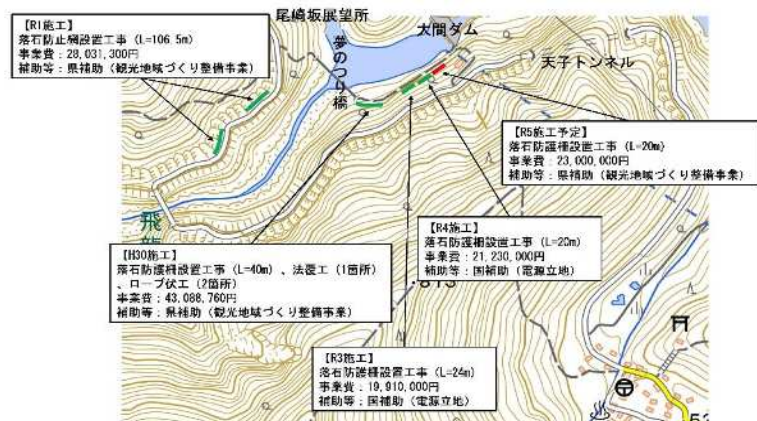 【R1施工】
落石防止網設置工事（L=106.5m）
事業費：28,031,300円
補助等：県補助（観光地域づくり整備事業）
尾崎坂展望所
大間ダム
夢のつり橋
天子トンネル
【R5施工予定】
落石防護柵設置工事（L=20m）
事業費：23,000,000円
補助等：県補助（観光地域づくり整備事業）
飛龍
【R4施工】
落石防護柵設置工事（L=20m）
事業費：21,230,000円
補助等：国補助（電源立地）
【H30施工】
落石防護柵設置工事（L=40m）、法覆工（1箇所）
、ロープ伏工（2箇所）
事業費：43,088,760円
補助等：県補助（観光地域づくり整備事業）
【R3施工】
落石防護柵設置工事（L=24m）
事業費：19,910,000円
補助等：国補助（電源立地）